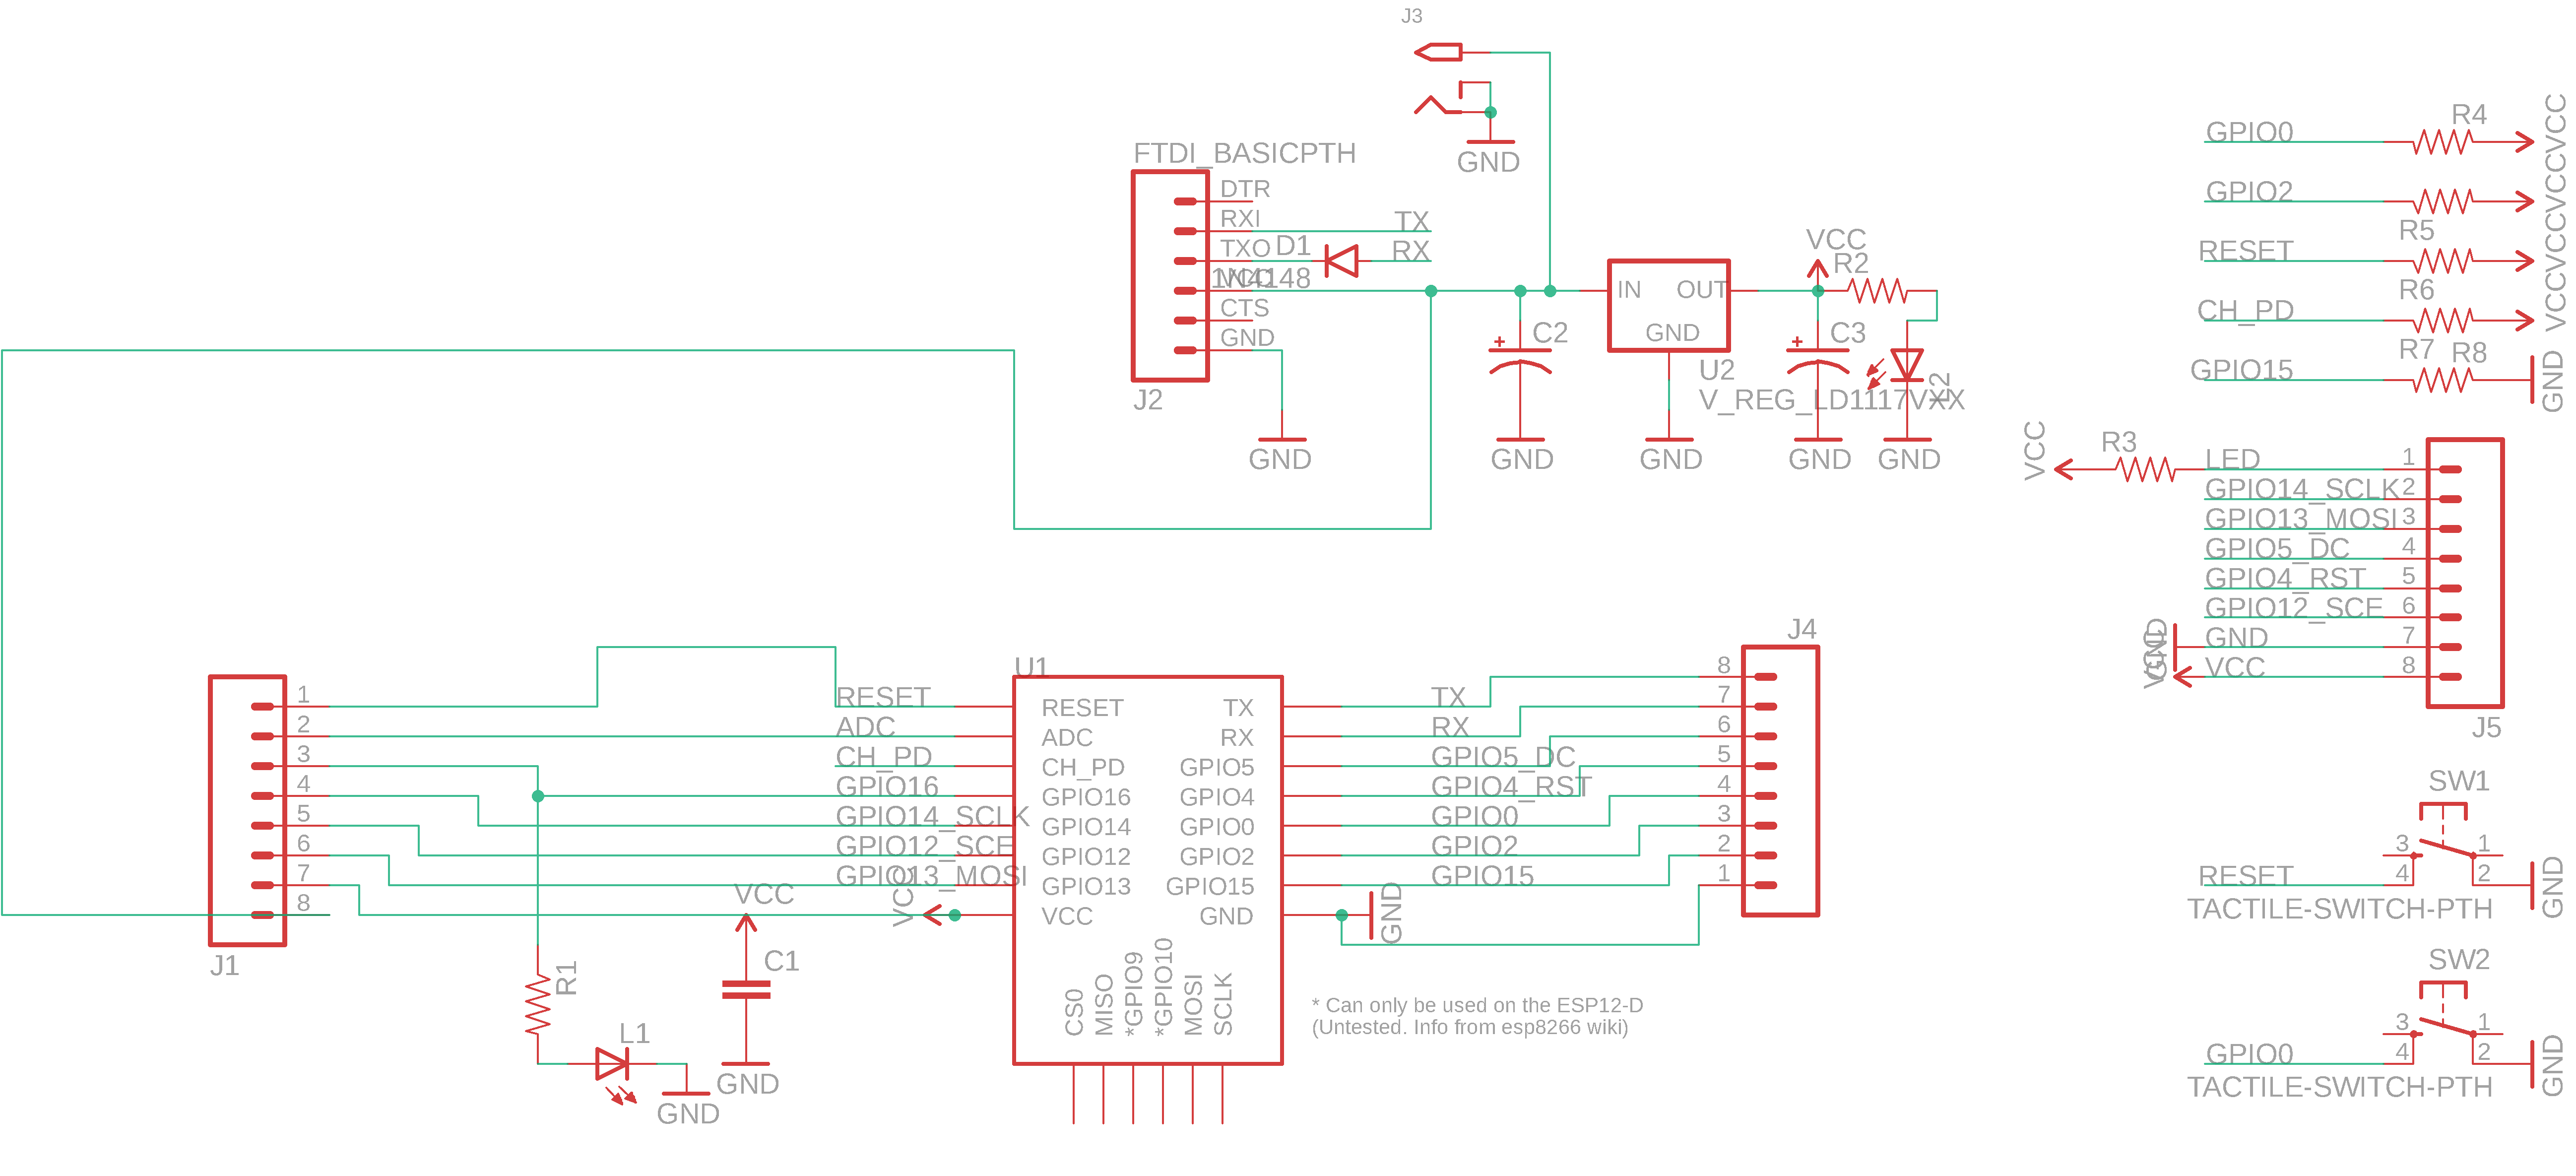 J3
FTDI_BASICPTH
DTR
RXI
TXO
VCC
CTS
GND
J2
TX
RX
D1
1N4148
GND
GND
C2
GND
IN
OUT
GND
U2
V_REG_LD1117VXX
GND
VCC
R2
C3
GND
L2
GND
GPIO0
R4
VCC
GPIO2
R5
VCC
RESET
R6
VCC
CH_PD
R7
VCC
GPIO15
R8
GND
VCC
R3
LED
1
GPIO14_SCLK
2
GPIO13_MOSI
3
GPIO5_DC
4
GPIO4_RST
5
GPIO12_SCE
6
GND
GND
7
VCC
VCC
8
J5
J1
1
2
3
4
5
6
7
8
RESET
ADC
CH_PD
GPIO16
GPIO14_SCLK
GPIO12_SCE
GPIO13_MOSI
VCC
R1
L1
GND
VCC
C1
GND
U1
RESET
ADC
CH_PD
GPIO16
GPIO14
GPIO12
GPIO13
VCC
TX
RX
GPIO5
GPIO4
GPIO0
GPIO2
GPIO15
GND
CS0
MISO
*GPIO9
*GPIO10
MOSI
SCLK
TX
RX
GPIO5_DC
GPIO4_RST
GPIO0
GPIO2
GPIO15
GND
J4
8
7
6
5
4
3
2
1
* Can only be used on the ESP12-D
(Untested. Info from esp8266 wiki)
SW1
3
1
RESET
4
2
GND
TACTILE-SWITCH-PTH
SW2
3
1
GPIO0
4
2
GND
TACTILE-SWITCH-PTH